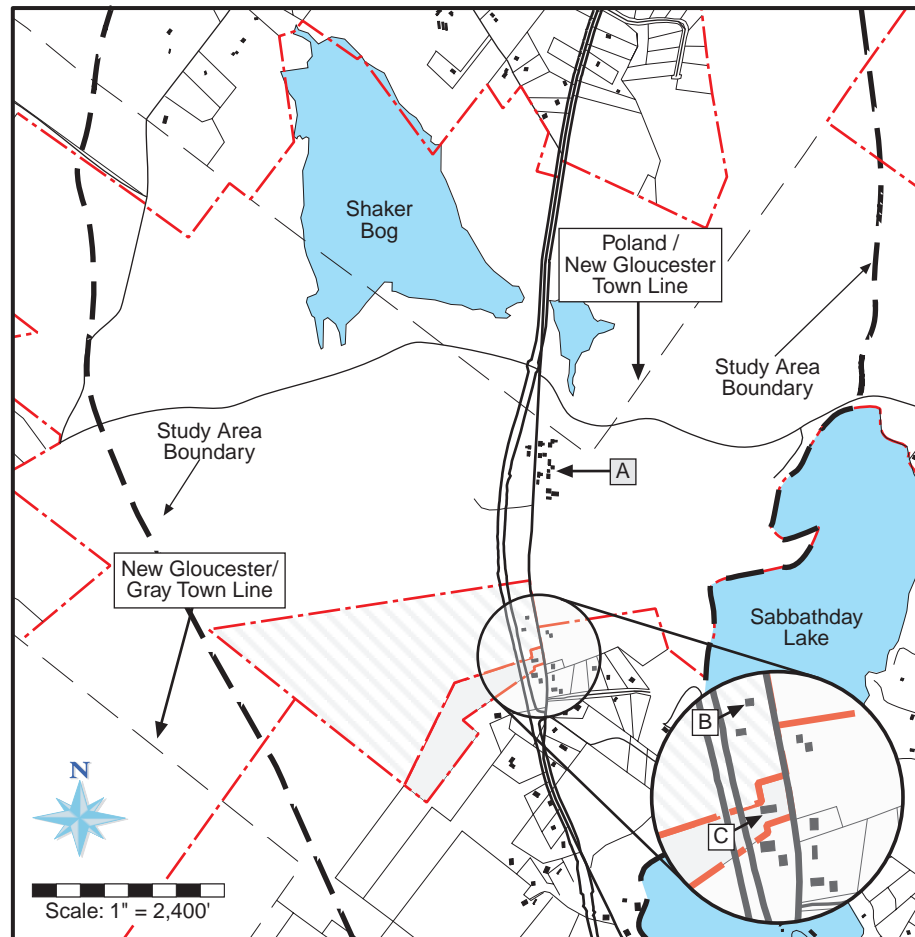 Shaker
Bog
Poland /
New Gloucester
Town Line
Study Area
Boundary
Study Area
Boundary
A
New Gloucester/
Gray Town Line
Sabbathday
Lake
B
C
N
Scale: 1" = 2,400'